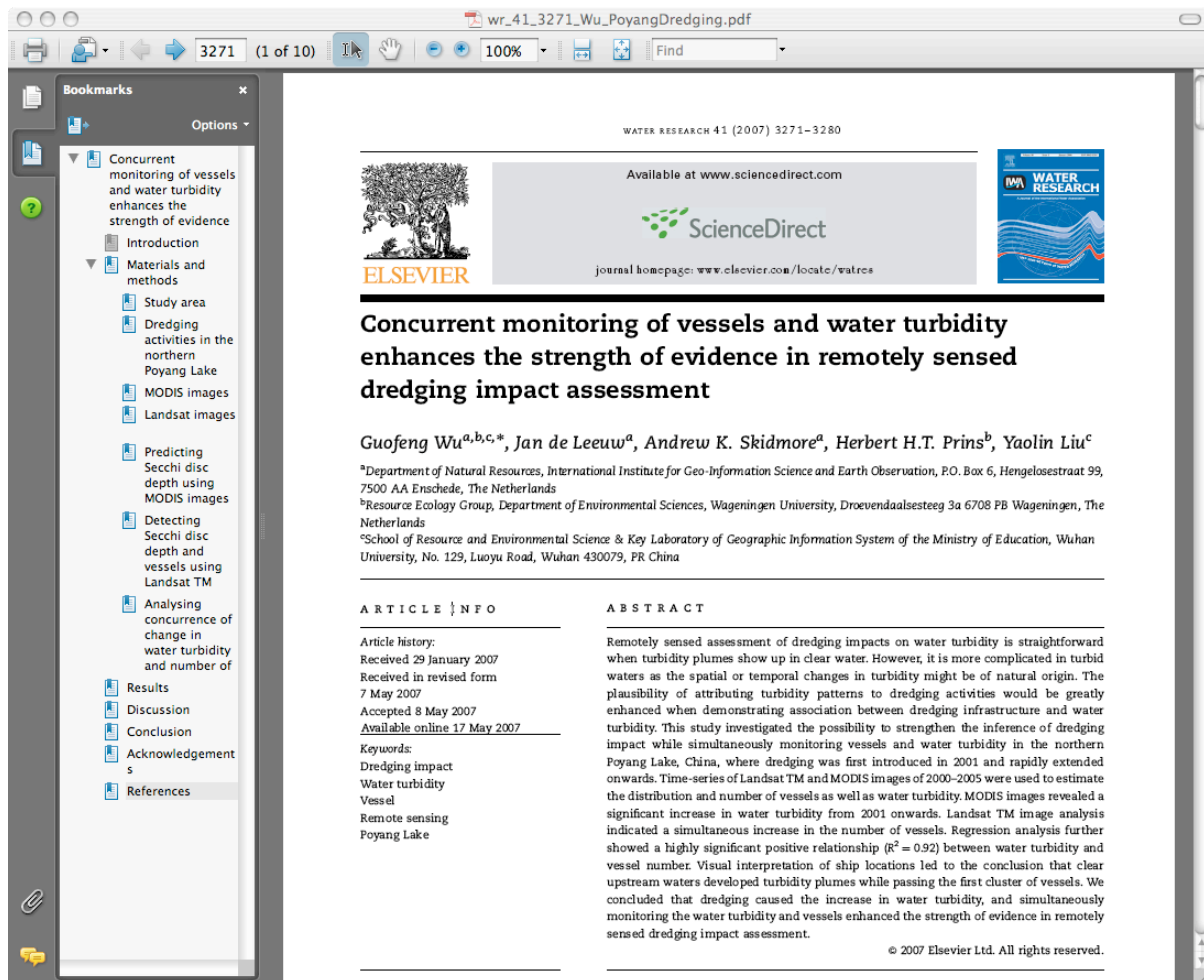 wr_41_3271_Wu_PoyangDredging.pdf
3271 (1 of 10) 100% Find
Bookmarks
Options
Concurrent
monitoring of vessels
and water turbidity
enhances the
strength of evidence
Introduction
Materials and
methods
Study area
Dredging
activities in the
northern
Poyang Lake
MODIS images
Landsat images
Predicting
Secchi disc
depth using
MODIS images
Detecting
Secchi disc
depth and
vessels using
Landsat TM
Analysing
concurrence of
change in
water turbidity
and number of
Results
Discussion
Conclusion
Acknowledgement
s
References
WATER RESEARCH 41 (2007) 3271–3280
ELSEVIER
Available at www.sciencedirect.com
ScienceDirect
journal homepage: www.elsevier.com/locate/watres
IWA WATER
RESEARCH
Concurrent monitoring of vessels and water turbidity
enhances the strength of evidence in remotely sensed
dredging impact assessment
Guofeng Wu^a,b,c,*, Jan de Leeuw^a, Andrew K. Skidmore^a, Herbert H.T. Prins^b, Yaolin Liu^c
^aDepartment of Natural Resources, International Institute for Geo-Information Science and Earth Observation, P.O. Box 6, Hengelosestraat 99,
7500 AA Enschede, The Netherlands
^bResource Ecology Group, Department of Environmental Sciences, Wageningen University, Droevendaalsesteeg 3a 6708 PB Wageningen, The
Netherlands
^cSchool of Resource and Environmental Science & Key Laboratory of Geographic Information System of the Ministry of Education, Wuhan
University, No. 129, Luoyu Road, Wuhan 430079, PR China
ARTICLE INFO
Article history:
Received 29 January 2007
Received in revised form
7 May 2007
Accepted 8 May 2007
Available online 17 May 2007
Keywords:
Dredging impact
Water turbidity
Vessel
Remote sensing
Poyang Lake
ABSTRACT
Remotely sensed assessment of dredging impacts on water turbidity is straightforward
when turbidity plumes show up in clear water. However, it is more complicated in turbid
waters as the spatial or temporal changes in turbidity might be of natural origin. The
plausibility of attributing turbidity patterns to dredging activities would be greatly
enhanced when demonstrating association between dredging infrastructure and water
turbidity. This study investigated the possibility to strengthen the inference of dredging
impact while simultaneously monitoring vessels and water turbidity in the northern
Poyang Lake, China, where dredging was first introduced in 2001 and rapidly extended
onwards. Time-series of Landsat TM and MODIS images of 2000–2005 were used to estimate
the distribution and number of vessels as well as water turbidity. MODIS images revealed a
significant increase in water turbidity from 2001 onwards. Landsat TM image analysis
indicated a simultaneous increase in the number of vessels. Regression analysis further
showed a highly significant positive relationship (R² = 0.92) between water turbidity and
vessel number. Visual interpretation of ship locations led to the conclusion that clear
upstream waters developed turbidity plumes while passing the first cluster of vessels. We
concluded that dredging caused the increase in water turbidity, and simultaneously
monitoring the water turbidity and vessels enhanced the strength of evidence in remotely
sensed dredging impact assessment.
© 2007 Elsevier Ltd. All rights reserved.